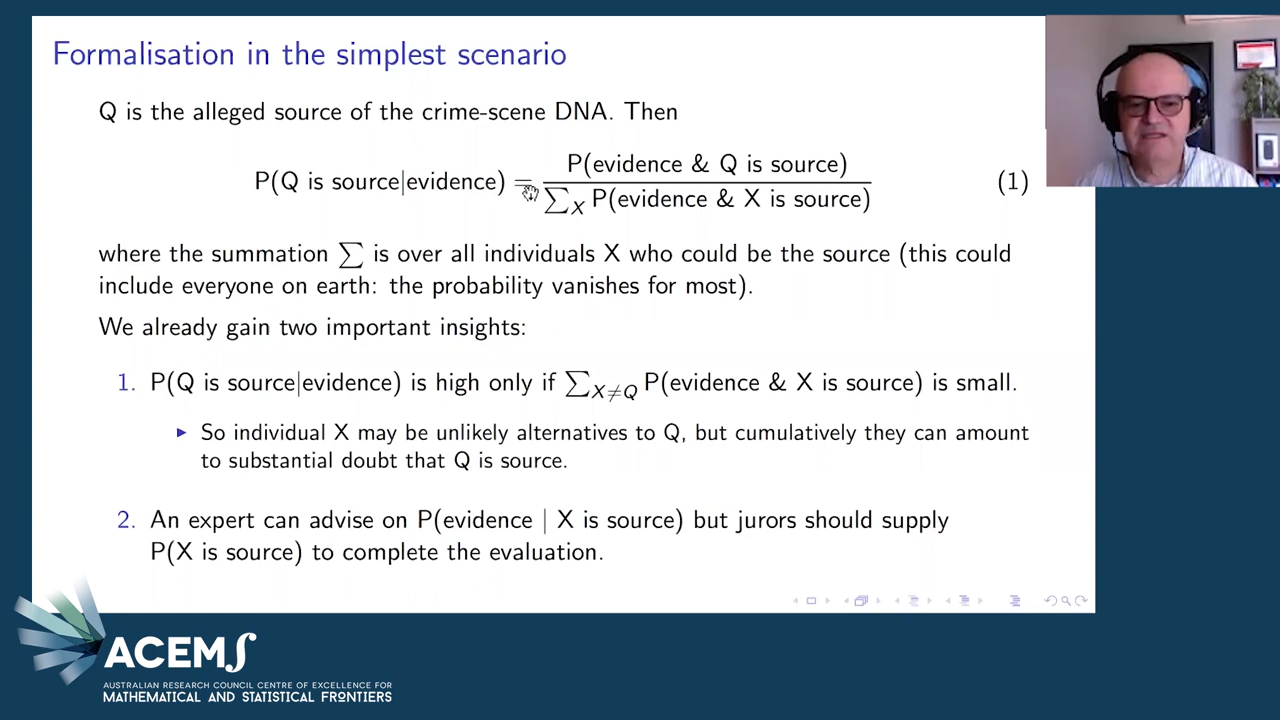 Formalisation in the simplest scenario
Q is the alleged source of the crime-scene DNA. Then
P(Q is source|evidence) = P(evidence & Q is source) / ∑X P(evidence & X is source) (1)
where the summation ∑ is over all individuals X who could be the source (this could
include everyone on earth: the probability vanishes for most).
We already gain two important insights:
1. P(Q is source|evidence) is high only if ∑X≠Q P(evidence & X is source) is small.
▶ So individual X may be unlikely alternatives to Q, but cumulatively they can amount
to substantial doubt that Q is source.
2. An expert can advise on P(evidence | X is source) but jurors should supply
P(X is source) to complete the evaluation.
ACEMS
AUSTRALIAN RESEARCH COUNCIL CENTRE OF EXCELLENCE FOR
MATHEMATICAL AND STATISTICAL FRONTIERS